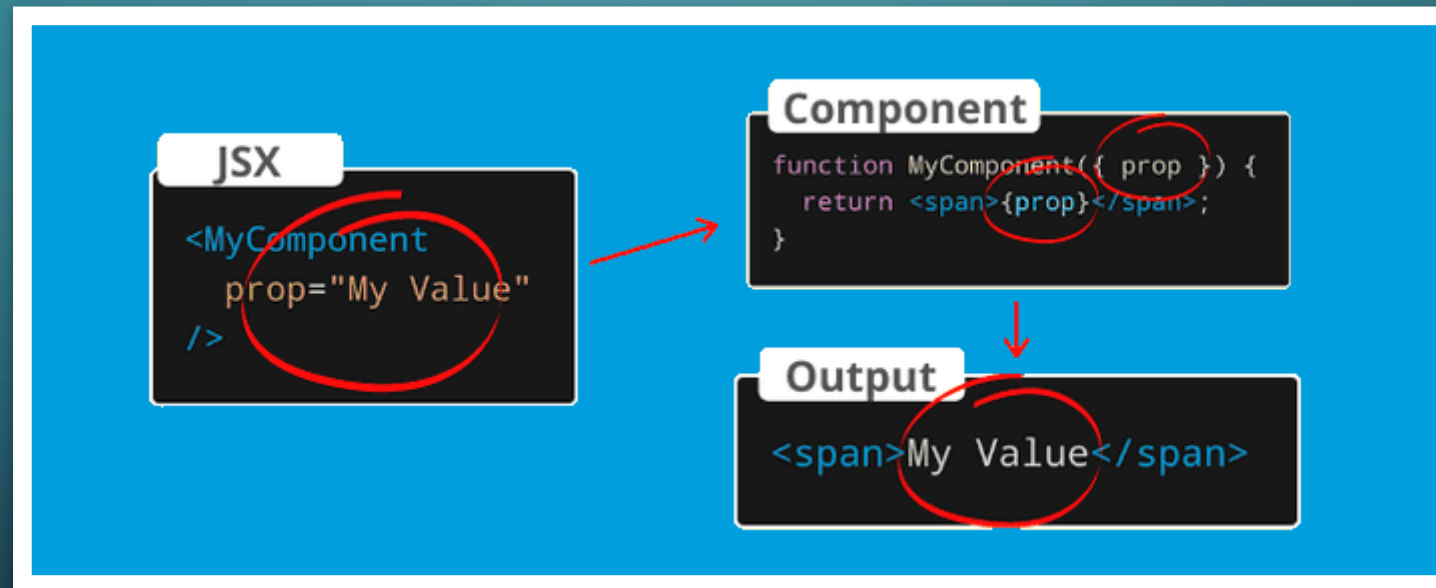 JSX
<MyComponent
prop="My Value"
/>
Component
function MyComponent({ prop }) {
return <span>{prop}</span>;
}
Output
<span>My Value</span>